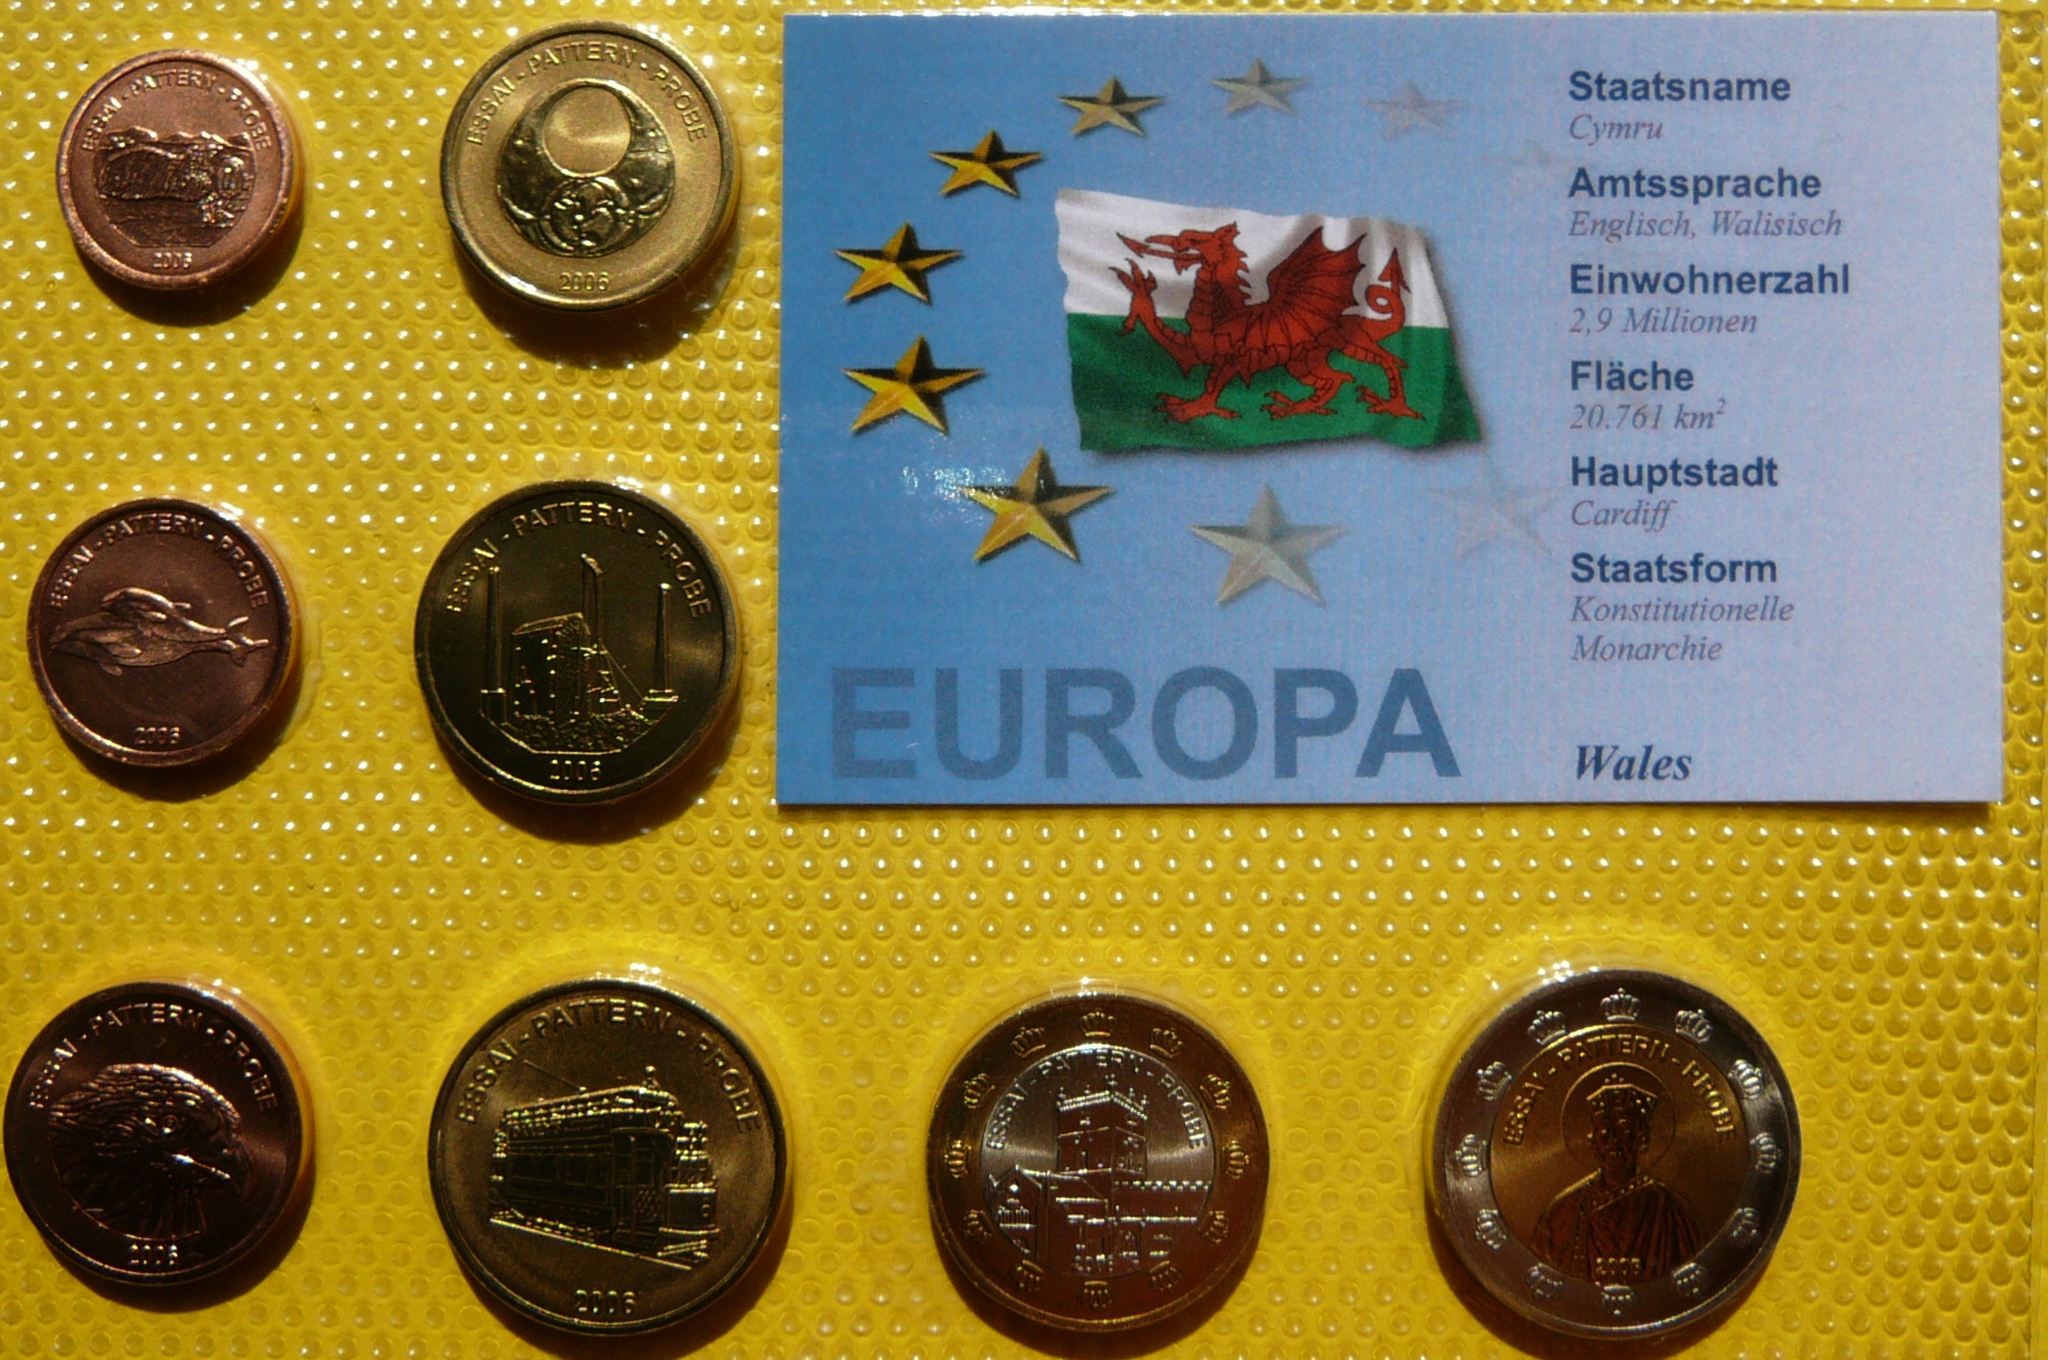 ESSAI - PATTERN - PROBE
2006
ESSAI - PATTERN - PROBE
2006
Staatsname
Cymru
Amtssprache
Englisch, Walisisch
Einwohnerzahl
2,9 Millionen
Fläche
20.761 km²
Hauptstadt
Cardiff
Staatsform
Konstitutionelle
Monarchie
EUROPA
Wales
ESSAI - PATTERN - PROBE
2006
ESSAI - PATTERN - PROBE
2006
ESSAI - PATTERN - PROBE
2006
ESSAI - PATTERN - PROBE
2006
ESSAI - PATTERN - PROBE
2006
ESSAI - PATTERN - PROBE
2006